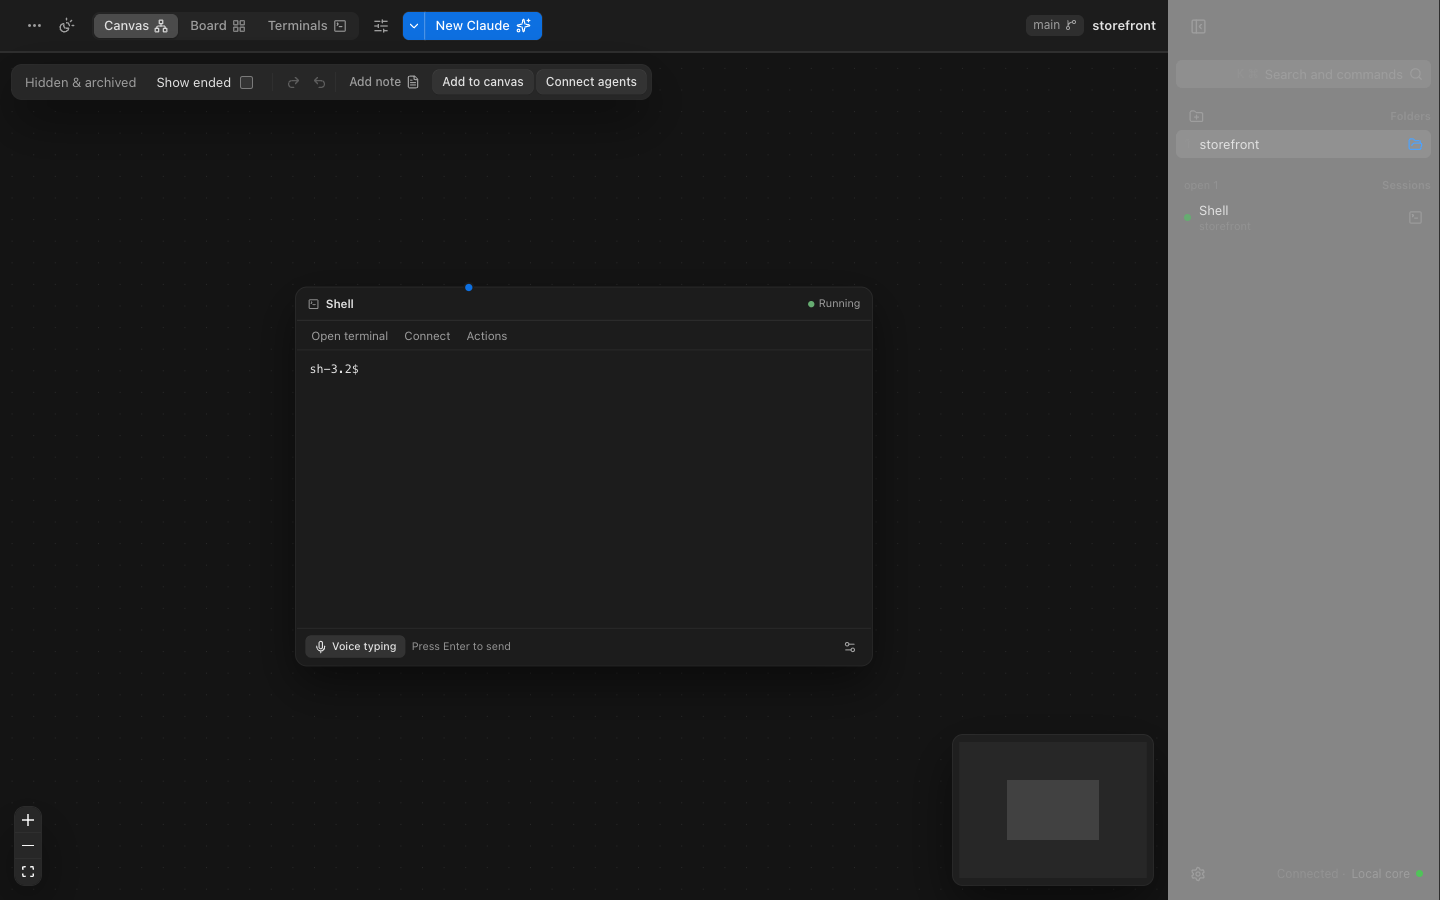 Canvas
Board
Terminals
New Claude
main
storefront
Hidden & archived
Show ended
Add note
Add to canvas
Connect agents
Search and commands
Folders
storefront
open 1
Sessions
Shell
storefront
Shell
Running
Open terminal
Connect
Actions
sh-3.2$
Voice typing
Press Enter to send
Connected · Local core